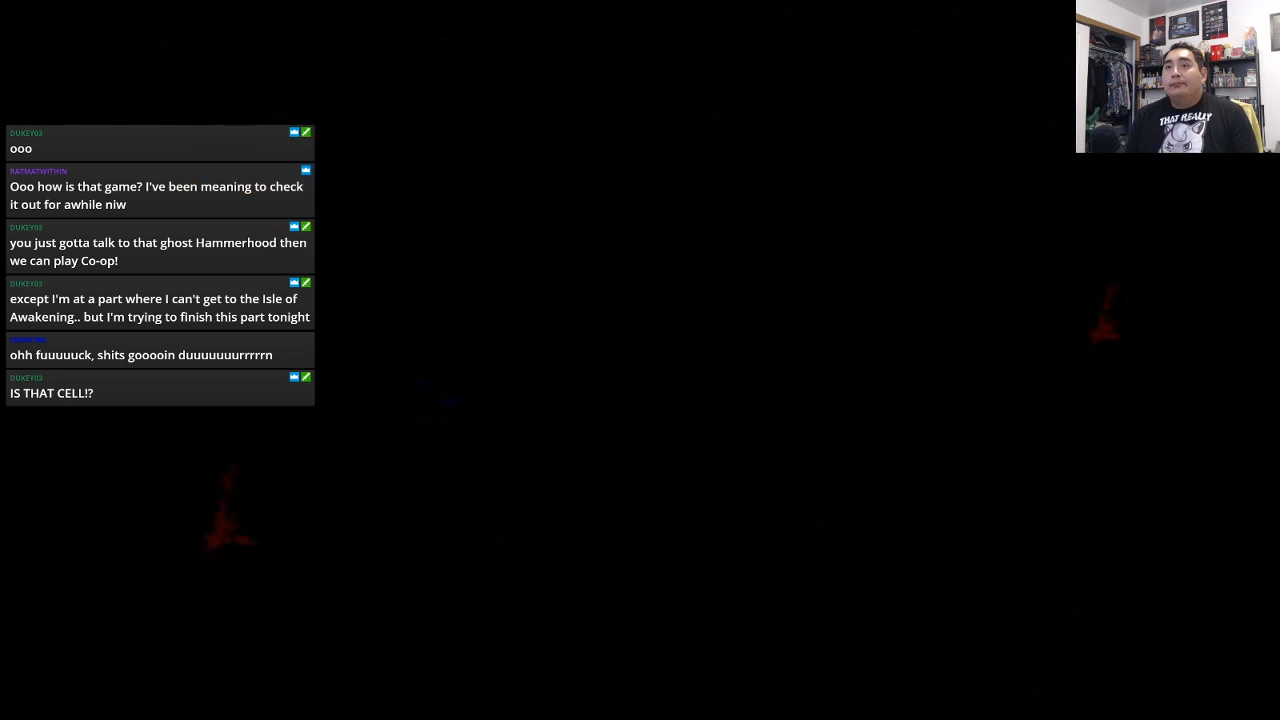 DUKEY03
ooo
RATMATWITHIN
Ooo how is that game? I've been meaning to check
it out for awhile niw
DUKEY03
you just gotta talk to that ghost Hammerhood then
we can play Co-op!
DUKEY03
except I'm at a part where I can't get to the Isle of
Awakening.. but I'm trying to finish this part tonight
ohh fuuuuck, shits gooooin duuuuuuurrrrrn
DUKEY03
IS THAT CELL!?
THAT REALLY